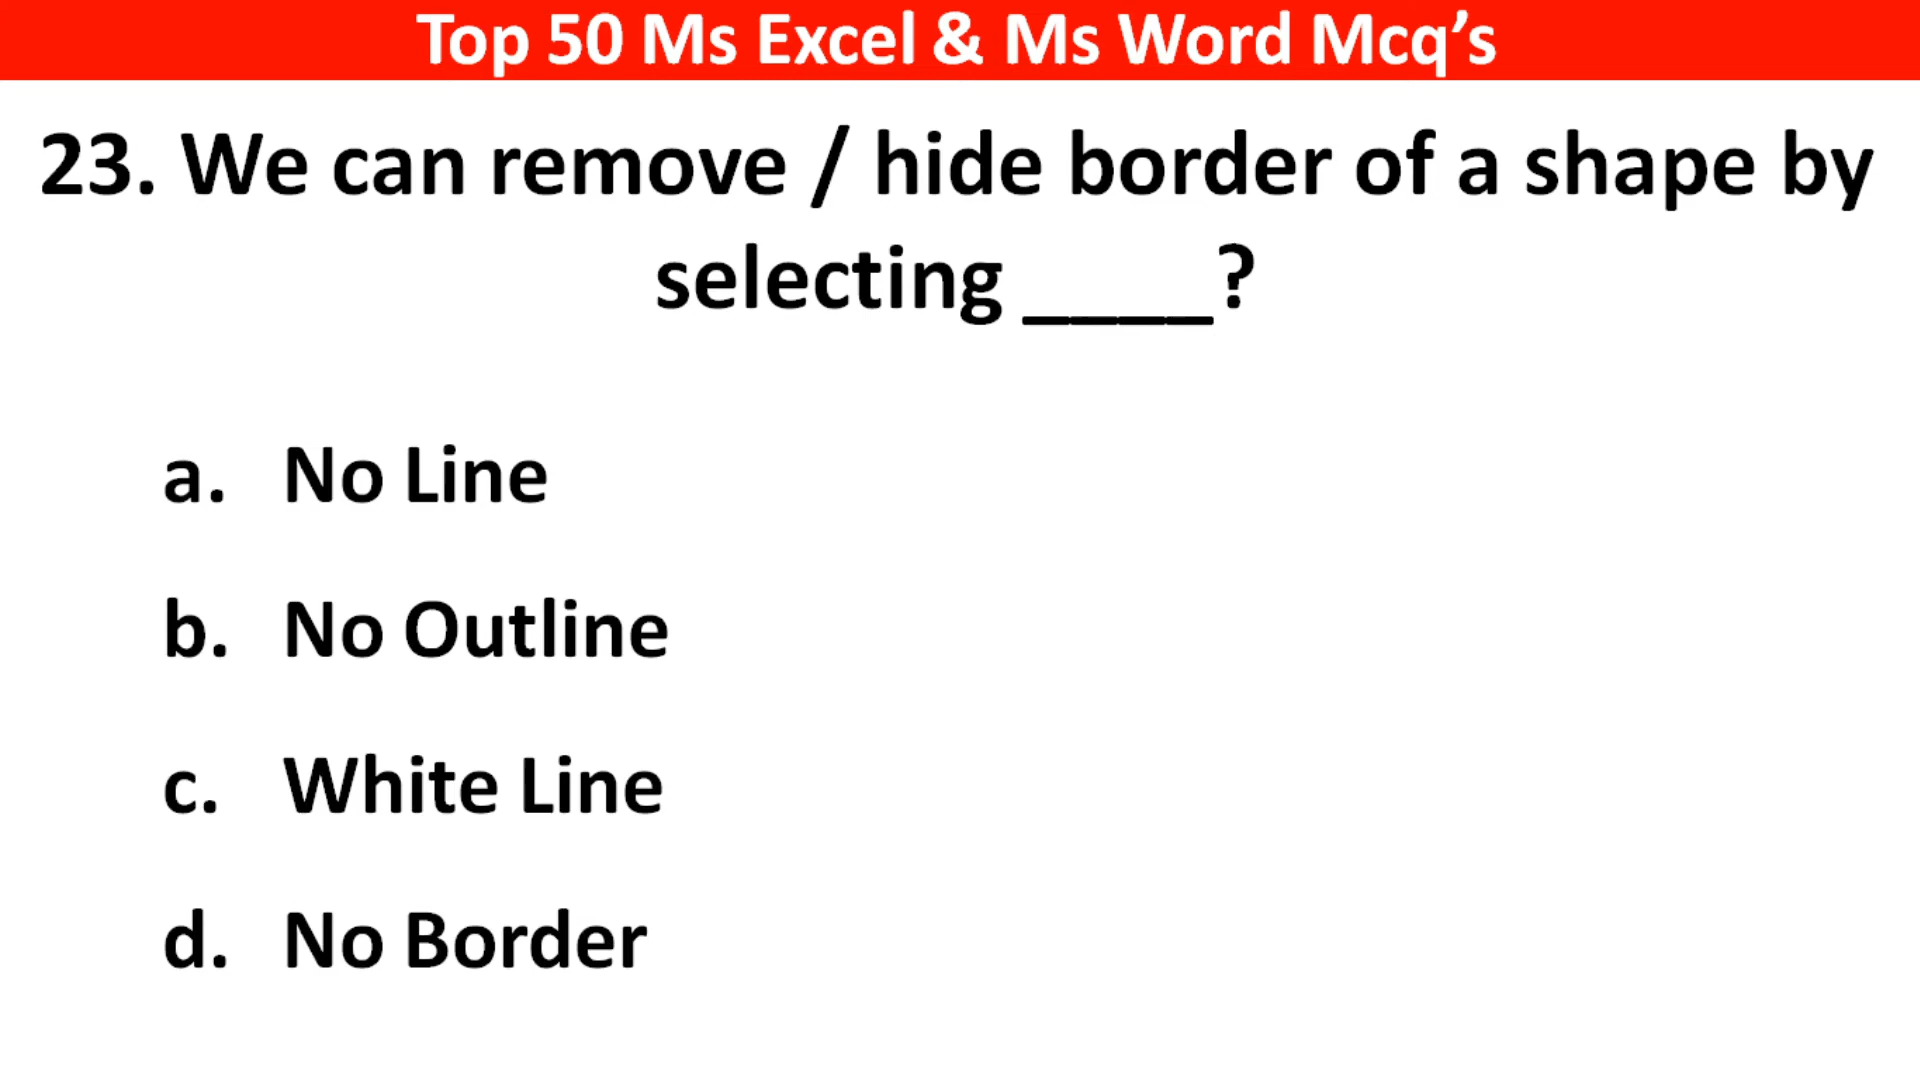 Top 50 Ms Excel & Ms Word Mcq’s
23. We can remove / hide border of a shape by
selecting ____?
a. No Line
b. No Outline
c. White Line
d. No Border